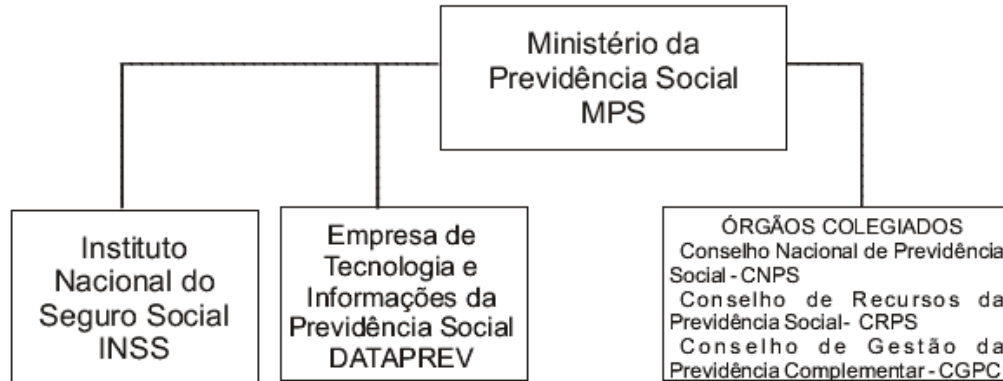 Ministério da
Previdência Social
MPS
Instituto
Nacional do
Seguro Social
INSS
Empresa de
Tecnologia e
Informações da
Previdência Social
DATAPREV
ÓRGÃOS COLEGIADOS
Conselho Nacional de Previdência
Social - CNPS
Conselho de Recursos da
Previdência Social- CRPS
Conselho de Gestão da
Previdência Complementar - CGPC